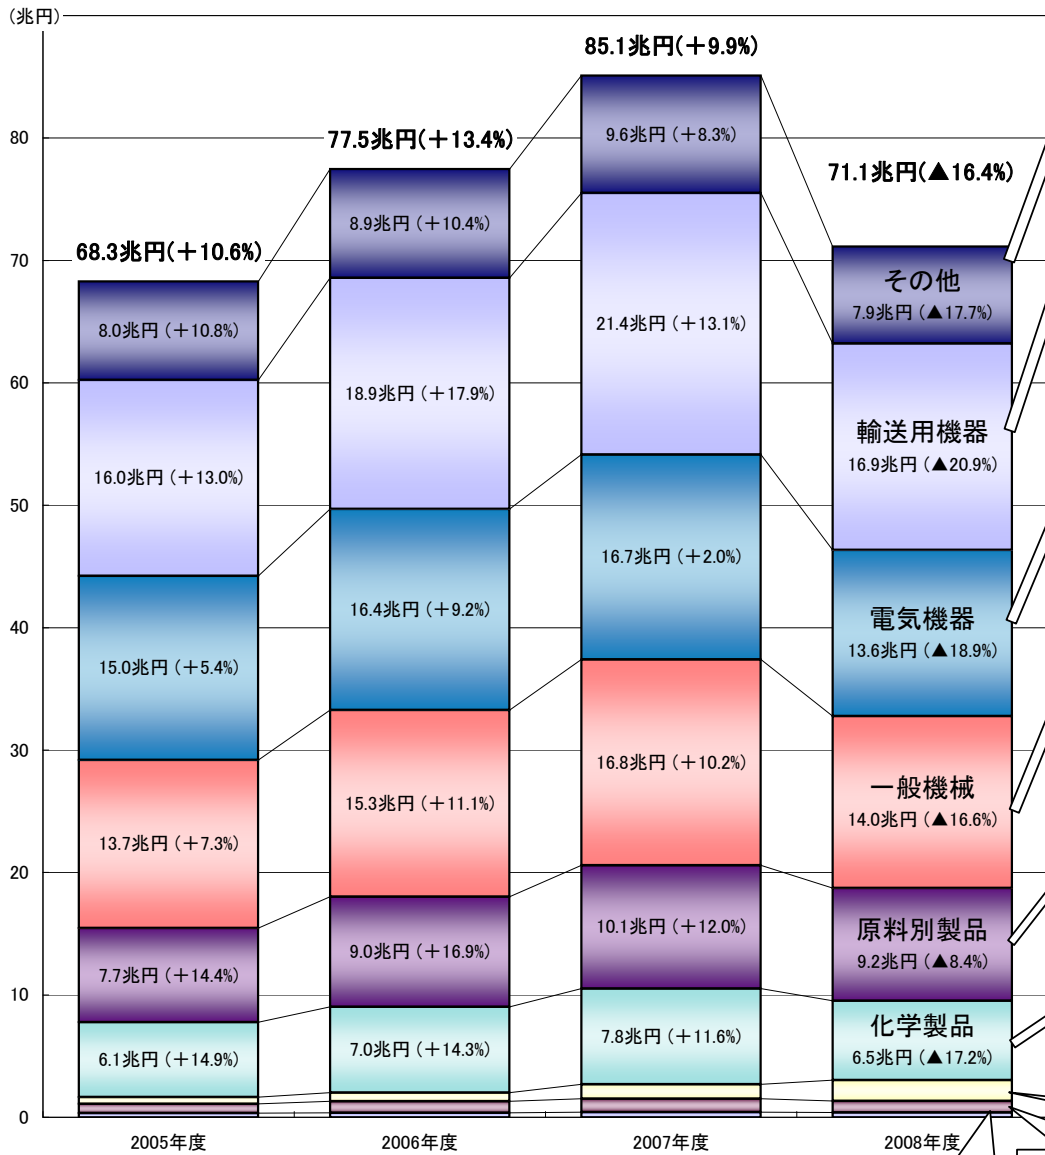 (兆円)
80
70
60
50
40
30
20
10
0
68.3兆円(＋10.6%)
8.0兆円 (＋10.8%)
16.0兆円 (＋13.0%)
15.0兆円 (＋5.4%)
13.7兆円 (＋7.3%)
7.7兆円 (＋14.4%)
6.1兆円 (＋14.9%)
2005年度
77.5兆円(＋13.4%)
8.9兆円 (＋10.4%)
18.9兆円 (＋17.9%)
16.4兆円 (＋9.2%)
15.3兆円 (＋11.1%)
9.0兆円 (＋16.9%)
7.0兆円 (＋14.3%)
2006年度
85.1兆円(＋9.9%)
9.6兆円 (＋8.3%)
21.4兆円 (＋13.1%)
16.7兆円 (＋2.0%)
16.8兆円 (＋10.2%)
10.1兆円 (＋12.0%)
7.8兆円 (＋11.6%)
2007年度
71.1兆円(▲16.4%)
その他
7.9兆円 (▲17.7%)
輸送用機器
16.9兆円 (▲20.9%)
電気機器
13.6兆円 (▲18.9%)
一般機械
14.0兆円 (▲16.6%)
原料別製品
9.2兆円 (▲8.4%)
化学製品
6.5兆円 (▲17.2%)
2008年度